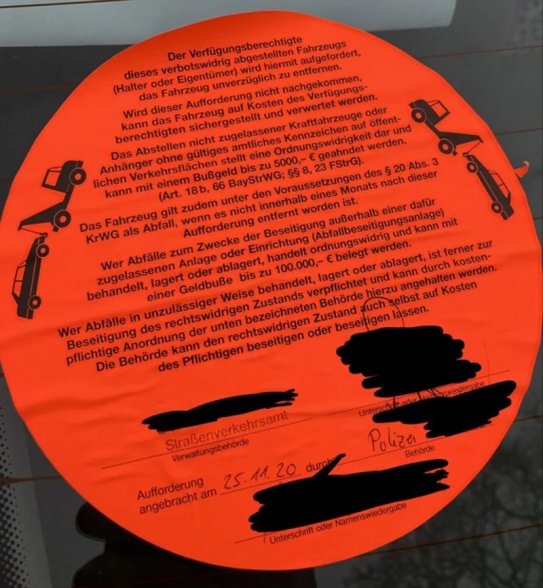 Der Verfügungsberechtigte
dieses verbotswidrig abgestellten Fahrzeugs
(Halter oder Eigentümer) wird hiermit aufgefordert,
das Fahrzeug unverzüglich zu entfernen.
Wird dieser Aufforderung nicht nachgekommen,
kann das Fahrzeug auf Kosten des Verfügungs-
berechtigten sichergestellt und verwertet werden.
Das Abstellen nicht zugelassener Kraftfahrzeuge oder
Anhänger ohne gültiges amtliches Kennzeichen auf öffent-
lichen Verkehrsflächen stellt eine Ordnungswidrigkeit dar und
kann mit einem Bußgeld bis zu 5000,– € geahndet werden.
(Art. 18b, 66 BayStrWG; §§ 8, 23 FStrG).
Das Fahrzeug gilt zudem unter den Voraussetzungen des § 20 Abs. 3
KrWG als Abfall, wenn es nicht innerhalb eines Monats nach dieser
Aufforderung entfernt worden ist.
Wer Abfälle zum Zwecke der Beseitigung außerhalb einer dafür
zugelassenen Anlage oder Einrichtung (Abfallbeseitigungsanlage)
behandelt, lagert oder ablagert, handelt ordnungswidrig und kann mit
einer Geldbuße bis zu 100.000,– € belegt werden.
Wer Abfälle in unzulässiger Weise behandelt, lagert oder ablagert, ist ferner zur
Beseitigung des rechtswidrigen Zustands verpflichtet und kann durch kosten-
pflichtige Anordnung der unten bezeichneten Behörde hierzu angehalten werden.
Die Behörde kann den rechtswidrigen Zustand auch selbst auf Kosten
des Pflichtigen beseitigen oder beseitigen lassen.
Straßenverkehrsamt
Verwaltungsbehörde
Unterschrift oder Namenswiedergabe
Polizei
Behörde
Aufforderung
angebracht am 25.11.20 durch
Unterschrift oder Namenswiedergabe